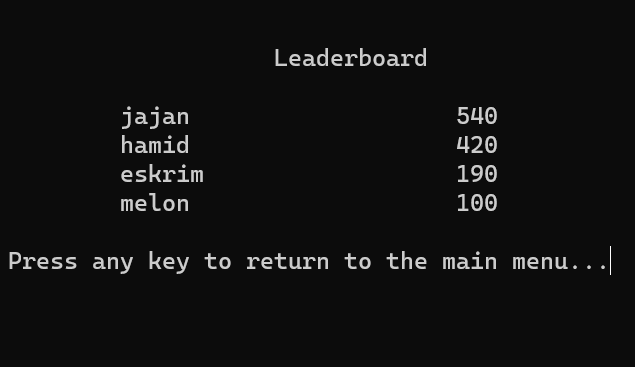 Leaderboard
jajan 540
hamid 420
eskrim 190
melon 100
Press any key to return to the main menu...